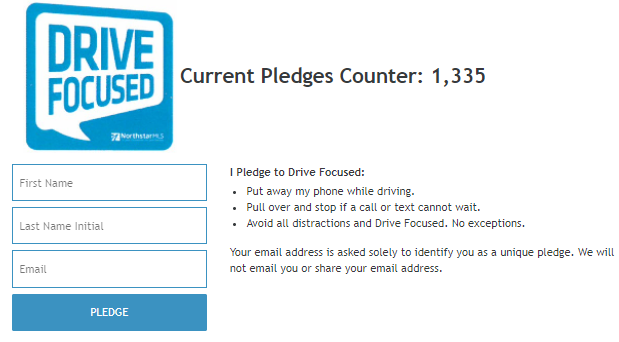 DRIVE
FOCUSED
NorthstarMLS
Current Pledges Counter: 1,335
First Name
Last Name Initial
Email
PLEDGE
I Pledge to Drive Focused:
• Put away my phone while driving.
• Pull over and stop if a call or text cannot wait.
• Avoid all distractions and Drive Focused. No exceptions.
Your email address is asked solely to identify you as a unique pledge. We will
not email you or share your email address.